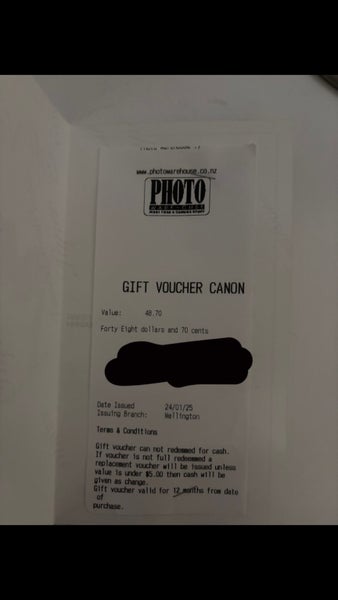 www.photowarehouse.co.nz
PHOTO
WAREHOUSE
GIFT VOUCHER CANON
Value: 48.70
Forty Eight dollars and 70 cents
Date Issued 24/01/25
Issuing Branch: Wellington
Terms & Conditions
Gift voucher can not redeemed for cash.
If voucher is not full redeemed a
replacement voucher will be issued unless
value is under $5.00 then cash will be
given as change.
Gift voucher valid for 12 months from date
of
purchase.